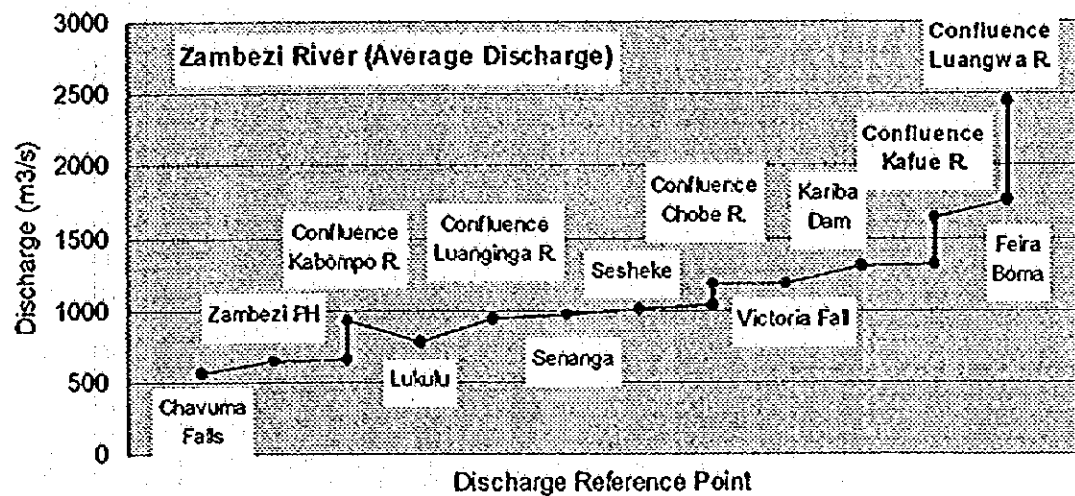 Zambezi River (Average Discharge)
Discharge (m3/s)
3000
2500
2000
1500
1000
500
0
Chavuma
Falls
Zambezi PH
Confluence
Kabompo R.
Lukulu
Confluence
Luanginga R.
Senanga
Sesheke
Confluence
Chobe R.
Victoria Fall
Kariba
Dam
Confluence
Kafue R.
Confluence
Luangwa R.
Feira
Boma
Discharge Reference Point